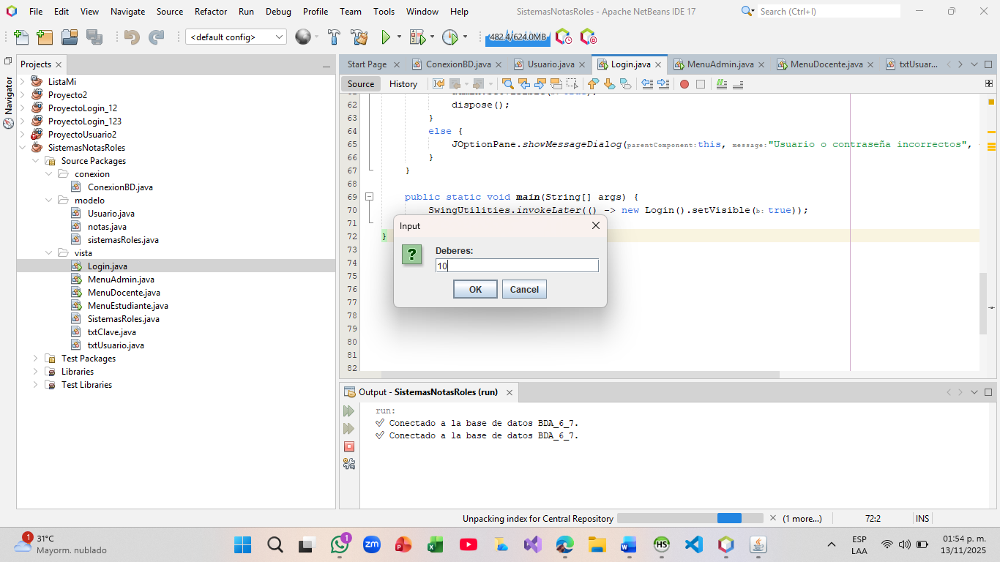 File Edit View Navigate Source Refactor Run Debug Profile Team Tools Window Help SistemasNotasRoles - Apache NetBeans IDE 17 Search (Ctrl+I)
<default config> 482.4/624.0MB
Projects
Navigator
ListaMi
Proyecto2
ProyectoLogin_12
ProyectoLogin_123
ProyectoUsuario2
SistemasNotasRoles
Source Packages
conexion
ConexionBD.java
modelo
Usuario.java
notas.java
sistemasRoles.java
vista
Login.java
MenuAdmin.java
MenuDocente.java
MenuEstudiante.java
SistemasRoles.java
txtClave.java
txtUsuario.java
Test Packages
Libraries
Test Libraries
Start Page ConexionBD.java Usuario.java Login.java MenuAdmin.java MenuDocente.java txtUsuar...
Source History
62 dispose();
63 }
64 else {
65 JOptionPane.showMessageDialog(parentComponent:this, message:"Usuario o contraseña incorrectos",
66 }
67 }
68
69 public static void main(String[] args) {
70 SwingUtilities.invokeLater(() -> new Login().setVisible(b: true));
71
72 }
73
74
75
76
77
78
79
80
81
82
Input
Deberes:
10
OK Cancel
Output - SistemasNotasRoles (run)
run:
Conectado a la base de datos BDA_6_7.
Conectado a la base de datos BDA_6_7.
Unpacking index for Central Repository (1 more...) 72:2 INS
1 31°C
Mayorm. nublado
1
zm
HS
ESP
LAA
01:54 p. m.
13/11/2025